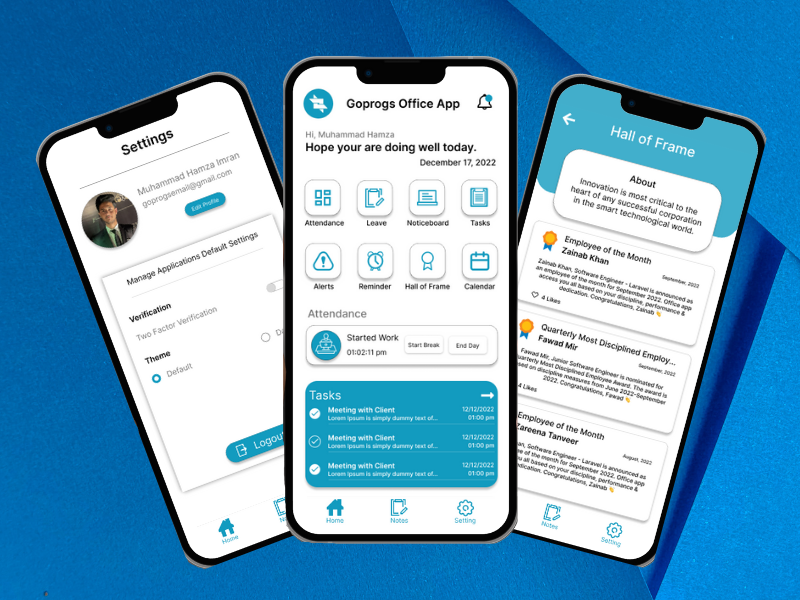 Settings
Muhammad Hamza Imran
goprogsemail@gmail.com
Edit Profile
Manage Applications Default Settings
Verification
Two Factor Verification
Theme
Default
Logout
Home
Goprogs Office App
Hi, Muhammad Hamza
Hope your are doing well today.
December 17, 2022
Attendance
Leave
Noticeboard
Tasks
Alerts
Reminder
Hall of Frame
Calendar
Attendance
Started Work
01:02:11 pm
Start Break
End Day
Tasks
Meeting with Client
12/12/2022
Lorem Ipsum is simply dummy text of...
01:00 pm
Meeting with Client
12/12/2022
Lorem Ipsum is simply dummy text of...
01:00 pm
Meeting with Client
12/12/2022
Lorem Ipsum is simply dummy text of...
01:00 pm
Home
Notes
Setting
Hall of Frame
About
Innovation is most critical to the
heart of any successful corporation
in the smart technological world.
Employee of the Month
Zainab Khan
September, 2022
Zainab Khan, Software Engineer - Laravel is announced as
an employee of the month for September 2022. Office app
access you all based on your discipline, performance &
dedication. Congratulations, Zainab 👏
4 Likes
Quarterly Most Disciplined Employ...
Fawad Mir
September, 2022
Fawad Mir, Junior Software Engineer is nominated for
Quarterly Most Disciplined Employee Award. The award is
based on discipline measures from June 2022-September
2022. Congratulations, Fawad 👏
4 Likes
Employee of the Month
Zareena Tanveer
August, 2022
Khan, Software Engineer - Laravel is announced as
employee of the month for September 2022. Office app
you all based on your discipline, performance &
dedication. Congratulations, Zainab 👏
Notes
Setting